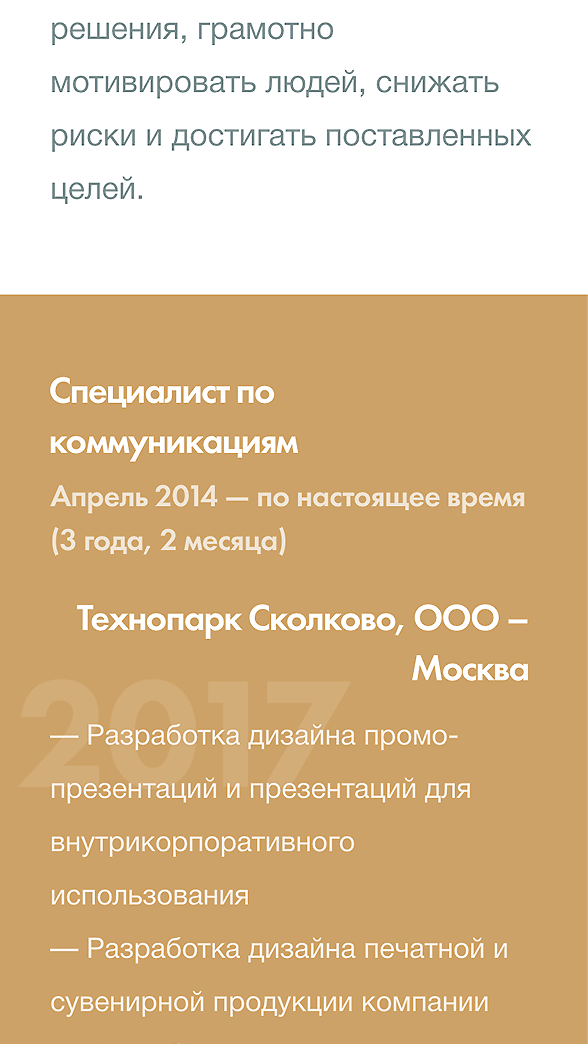 решения, грамотно
мотивировать людей, снижать
риски и достигать поставленных
целей.
Специалист по
коммуникациям
Апрель 2014 — по настоящее время
(3 года, 2 месяца)
Технопарк Сколково, ООО –
Москва
2017
— Разработка дизайна промо-
презентаций и презентаций для
внутрикорпоративного
использования
— Разработка дизайна печатной и
сувенирной продукции компании